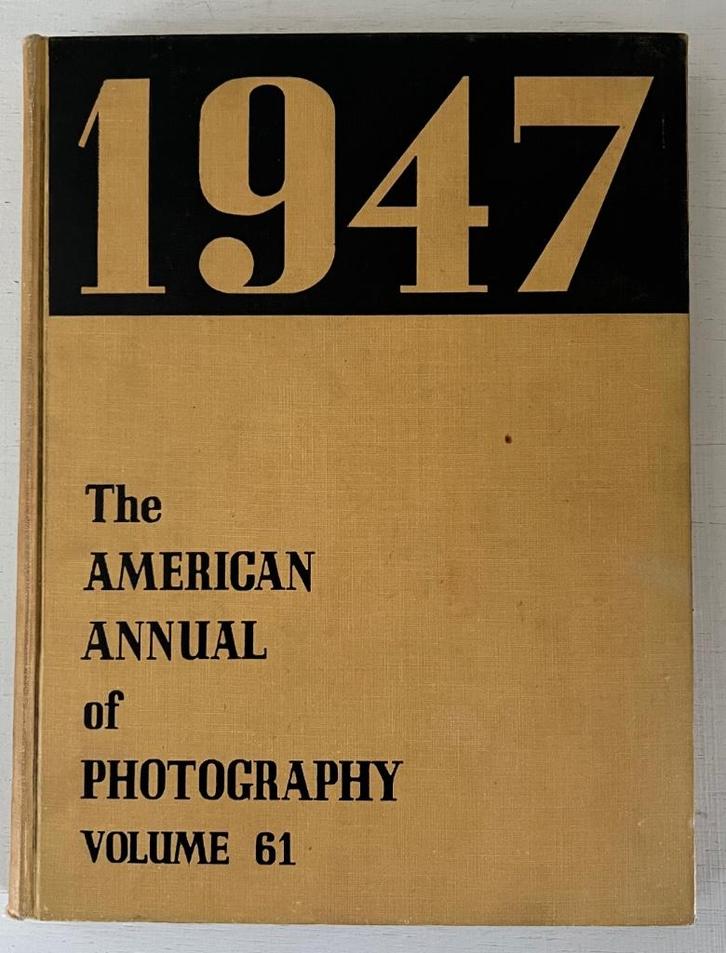 1947
The
AMERICAN
ANNUAL
of
PHOTOGRAPHY
VOLUME 61